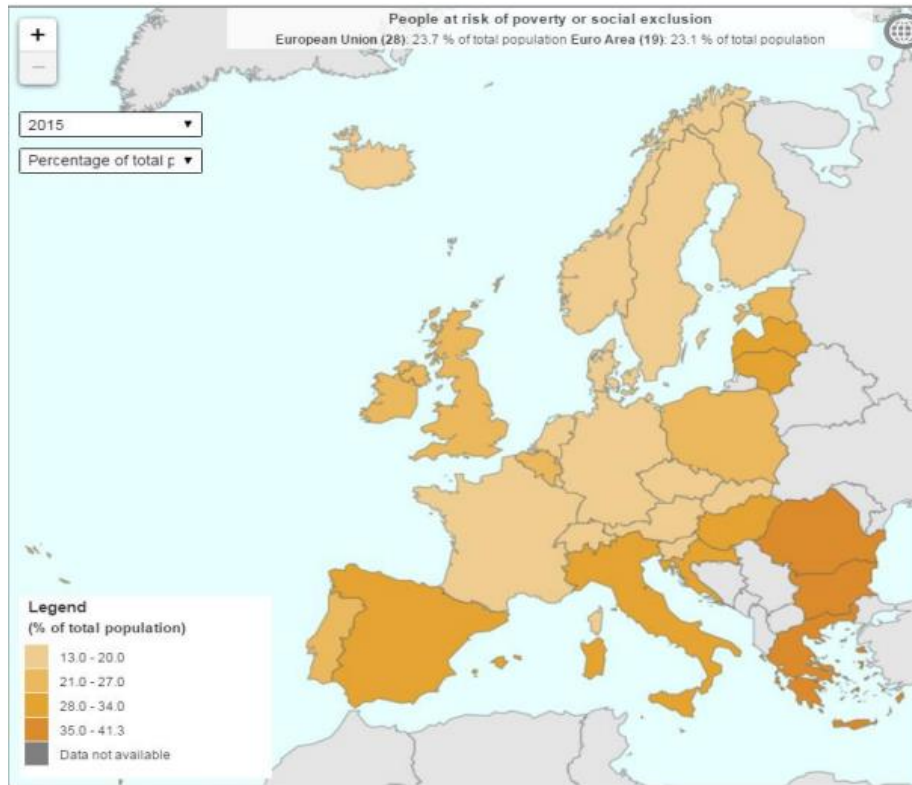 People at risk of poverty or social exclusion
European Union (28): 23.7 % of total population Euro Area (19): 23.1 % of total population
+
−
2015
Percentage of total p
Legend
(% of total population)
13.0 - 20.0
21.0 - 27.0
28.0 - 34.0
35.0 - 41.3
Data not available